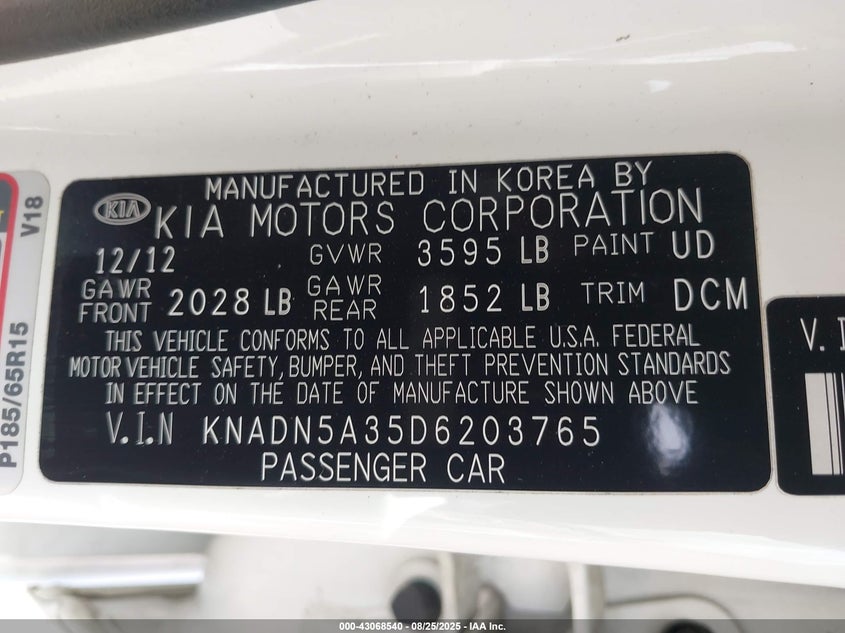 MANUFACTURED IN KOREA BY
KIA KIA MOTORS CORPORATION
12/12 GVWR 3595 LB PAINT UD
GAWR FRONT 2028 LB GAWR REAR 1852 LB TRIM DCM
THIS VEHICLE CONFORMS TO ALL APPLICABLE U.S.A. FEDERAL
MOTOR VEHICLE SAFETY, BUMPER, AND THEFT PREVENTION STANDARDS
IN EFFECT ON THE DATE OF MANUFACTURE SHOWN ABOVE
V.I.N KNADN5A35D6203765
PASSENGER CAR
V18
P185/65R15
000-43068540 - 08/25/2025 - IAA Inc.